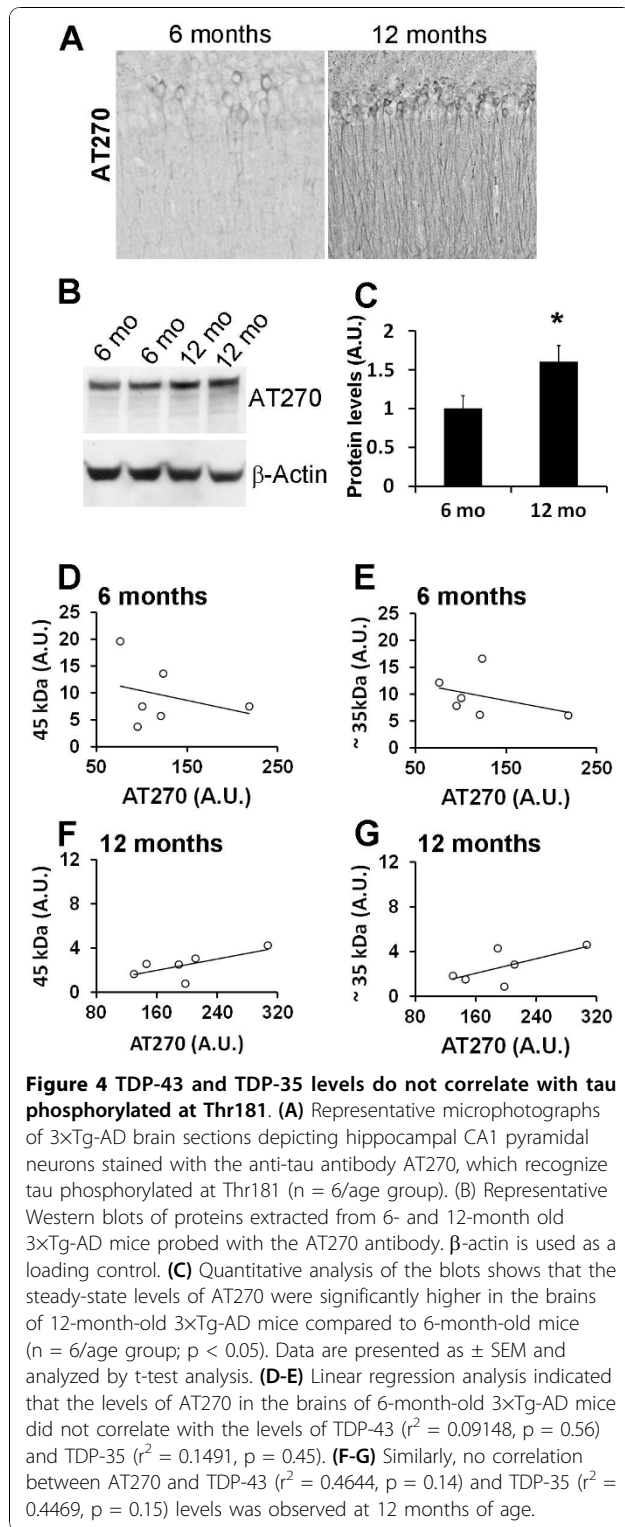 A
6 months
12 months
AT270
B
6 mo
6 mo
12 mo
12 mo
AT270
β-Actin
C
Protein levels (A.U.)
2
1.5
1
0.5
0
*
6 mo
12 mo
D
6 months
45 kDa (A.U.)
25
20
15
10
5
0
50
150
250
AT270 (A.U.)
E
6 months
~ 35kDa (A.U.)
25
20
15
10
5
0
50
150
250
AT270 (A.U.)
F
12 months
45 kDa (A.U.)
12
8
4
0
80
160
240
320
AT270 (A.U.)
G
12 months
~ 35 kDa (A.U.)
12
8
4
0
80
160
240
320
AT270 (A.U.)
Figure 4 TDP-43 and TDP-35 levels do not correlate with tau
phosphorylated at Thr181. (A) Representative microphotographs
of 3×Tg-AD brain sections depicting hippocampal CA1 pyramidal
neurons stained with the anti-tau antibody AT270, which recognize
tau phosphorylated at Thr181 (n = 6/age group). (B) Representative
Western blots of proteins extracted from 6- and 12-month old
3×Tg-AD mice probed with the AT270 antibody. β-actin is used as a
loading control. (C) Quantitative analysis of the blots shows that the
steady-state levels of AT270 were significantly higher in the brains
of 12-month-old 3×Tg-AD mice compared to 6-month-old mice
(n = 6/age group; p < 0.05). Data are presented as ± SEM and
analyzed by t-test analysis. (D-E) Linear regression analysis indicated
that the levels of AT270 in the brains of 6-month-old 3×Tg-AD mice
did not correlate with the levels of TDP-43 (r² = 0.09148, p = 0.56)
and TDP-35 (r² = 0.1491, p = 0.45). (F-G) Similarly, no correlation
between AT270 and TDP-43 (r² = 0.4644, p = 0.14) and TDP-35 (r² =
0.4469, p = 0.15) levels was observed at 12 months of age.